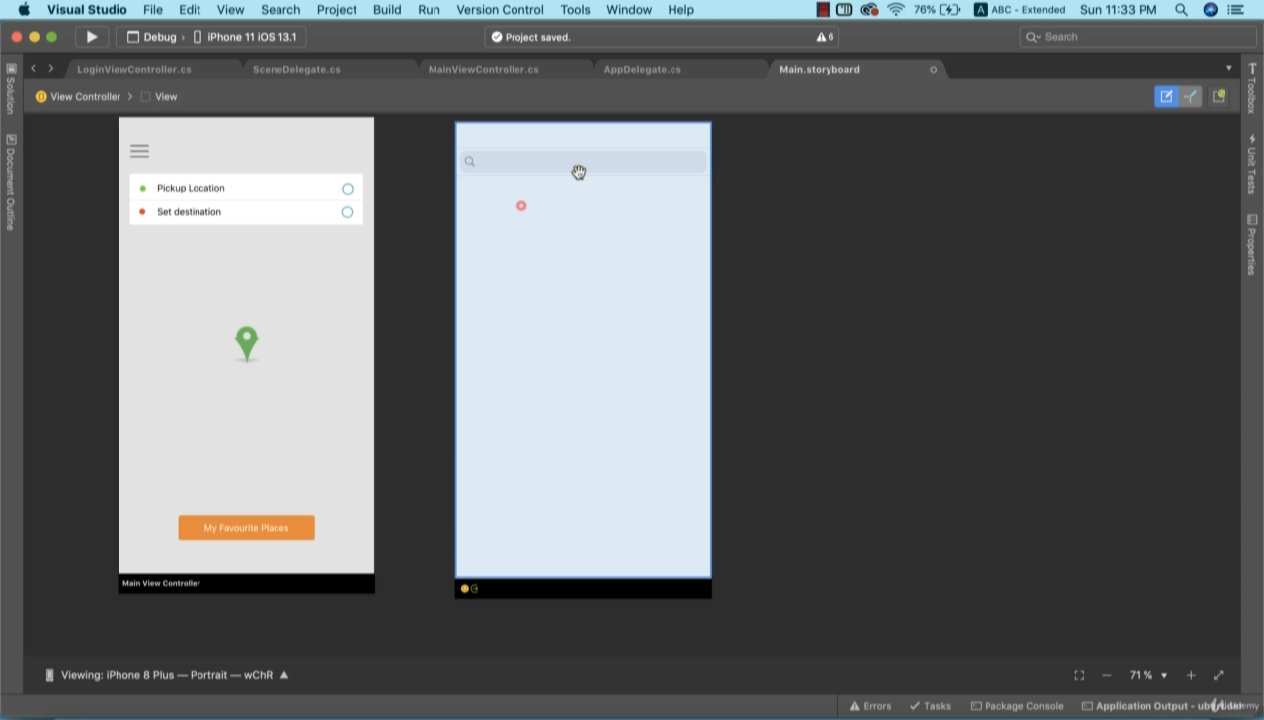 Visual Studio File Edit View Search Project Build Run Version Control Tools Window Help 76% ABC - Extended Sun 11:33 PM
Debug › iPhone 11 iOS 13.1 Project saved. 6 Search
LoginViewController.cs SceneDelegate.cs MainViewController.cs AppDelegate.cs Main.storyboard
View Controller > View
Solution
Document Outline
Toolbox
Unit Tests
Properties
Pickup Location
Set destination
My Favourite Places
Main View Controller
Viewing: iPhone 8 Plus — Portrait — wChR 71%
Errors Tasks Package Console Application Output -